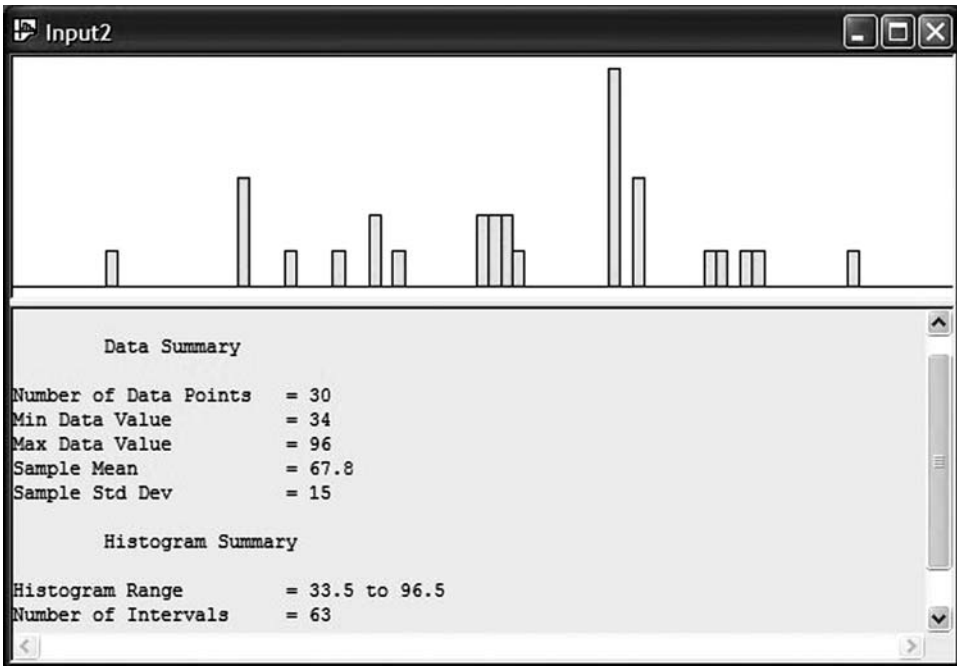 Input2
Data Summary
Number of Data Points = 30
Min Data Value = 34
Max Data Value = 96
Sample Mean = 67.8
Sample Std Dev = 15
Histogram Summary
Histogram Range = 33.5 to 96.5
Number of Intervals = 63